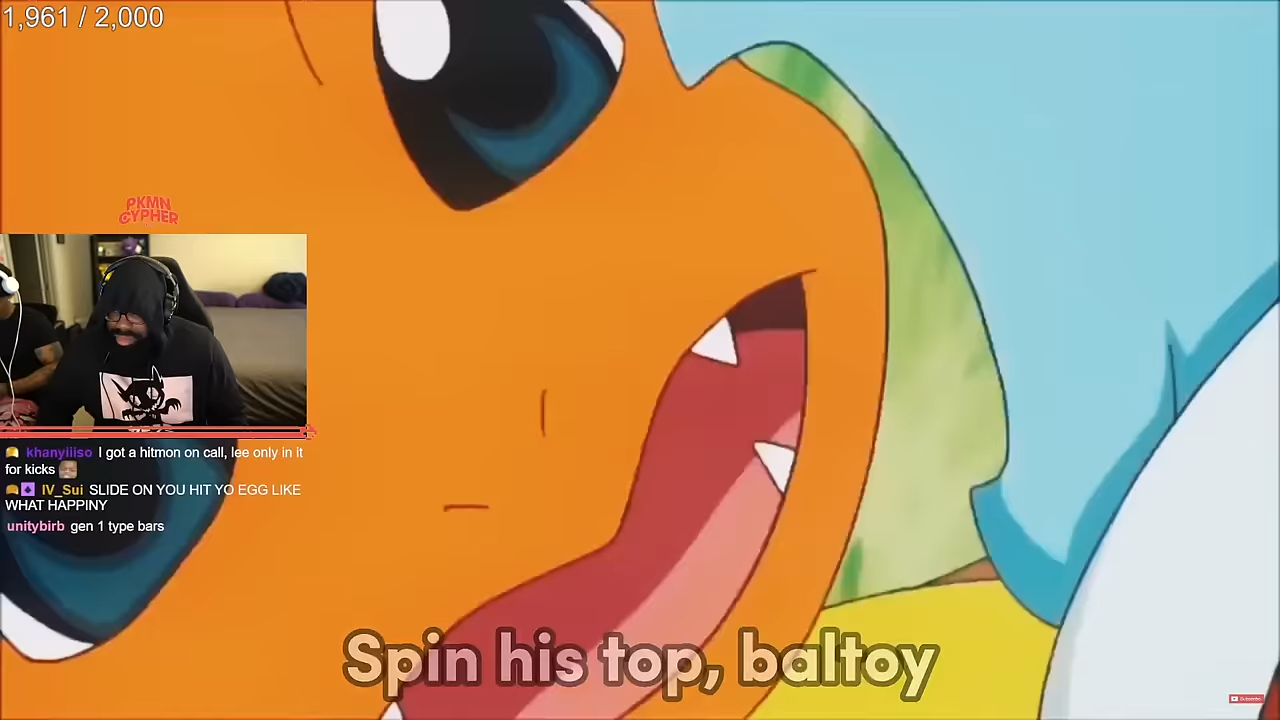 1,961 / 2,000
PKMN
CYPHER
khanyiiiso I got a hitmon on call, lee only in it
for kicks
IV_Sui SLIDE ON YOU HIT YO EGG LIKE
WHAT HAPPINY
unitybirb gen 1 type bars
Spin his top, baltoy
Subscribe